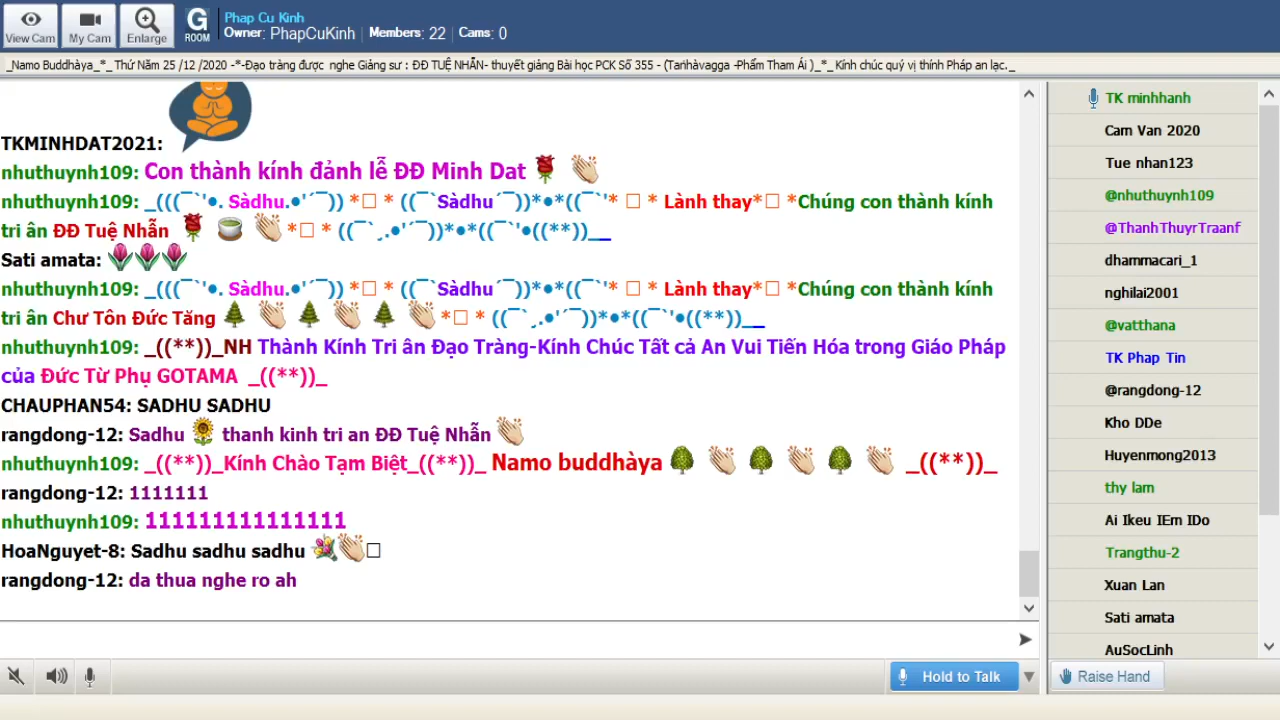 View Cam
My Cam
Enlarge
G
ROOM
Phap Cu Kinh
Owner: PhapCuKinh | Members: 22 | Cams: 0
_Namo Buddhàya_*_ Thứ Năm 25 /12 /2020 -*-Đạo tràng được nghe Giảng sư : ĐĐ TUỆ NHẪN- thuyết giảng Bài học PCK Số 355 - (Taṅhàvagga -Phẩm Tham Ái )_*_ Kính chúc quý vị thính Pháp an lạc._
TKMINHDAT2021:
nhuthuynh109: Con thành kính đảnh lễ ĐĐ Minh Dat 🌹 👏
nhuthuynh109: _(((¯`'•. Sàdhu.•'´¯)) *□ * ((¯`Sàdhu´¯))*•*((¯`'* □ * Lành thay*□ *Chúng con thành kính
tri ân ĐĐ Tuệ Nhẫn 🌹 🍵 👏 *□ * ((¯`¸.•'´¯))*•*((¯`'•((**))__
Sati amata: 🌷🌷🌷
nhuthuynh109: _(((¯`'•. Sàdhu.•'´¯)) *□ * ((¯`Sàdhu´¯))*•*((¯`'* □ * Lành thay*□ *Chúng con thành kính
tri ân Chư Tôn Đức Tăng 🌲 👏 🌲 👏 🌲 👏 *□ * ((¯`¸.•'´¯))*•*((¯`'•((**))__
nhuthuynh109: _((**))_NH Thành Kính Tri ân Đạo Tràng-Kính Chúc Tất cả An Vui Tiến Hóa trong Giáo Pháp
của Đức Từ Phụ GOTAMA _((**))_
CHAUPHAN54: SADHU SADHU
rangdong-12: Sadhu 🌻 thanh kinh tri an ĐĐ Tuệ Nhẫn 👏
nhuthuynh109: _((**))_Kính Chào Tạm Biệt_((**))_ Namo buddhàya 🌳 👏 🌳 👏 🌳 👏 _((**))_
rangdong-12: 1111111
nhuthuynh109: 111111111111111
HoaNguyet-8: Sadhu sadhu sadhu 💐👏□
rangdong-12: da thua nghe ro ah
Hold to Talk
TK minhhanh
Cam Van 2020
Tue nhan123
@nhuthuynh109
@ThanhThuyrTraanf
dhammacari_1
nghilai2001
@vatthana
TK Phap Tin
@rangdong-12
Kho DDe
Huyenmong2013
thy lam
Ai Ikeu IEm IDo
Trangthu-2
Xuan Lan
Sati amata
AuSocLinh
Raise Hand